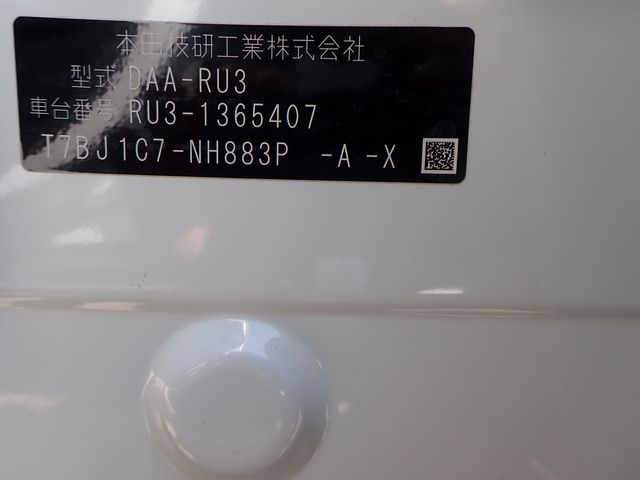 本田技研工業株式会社
型式 DAA-RU3
車台番号 RU3-1365407
T7BJ1C7-NH883P -A -X